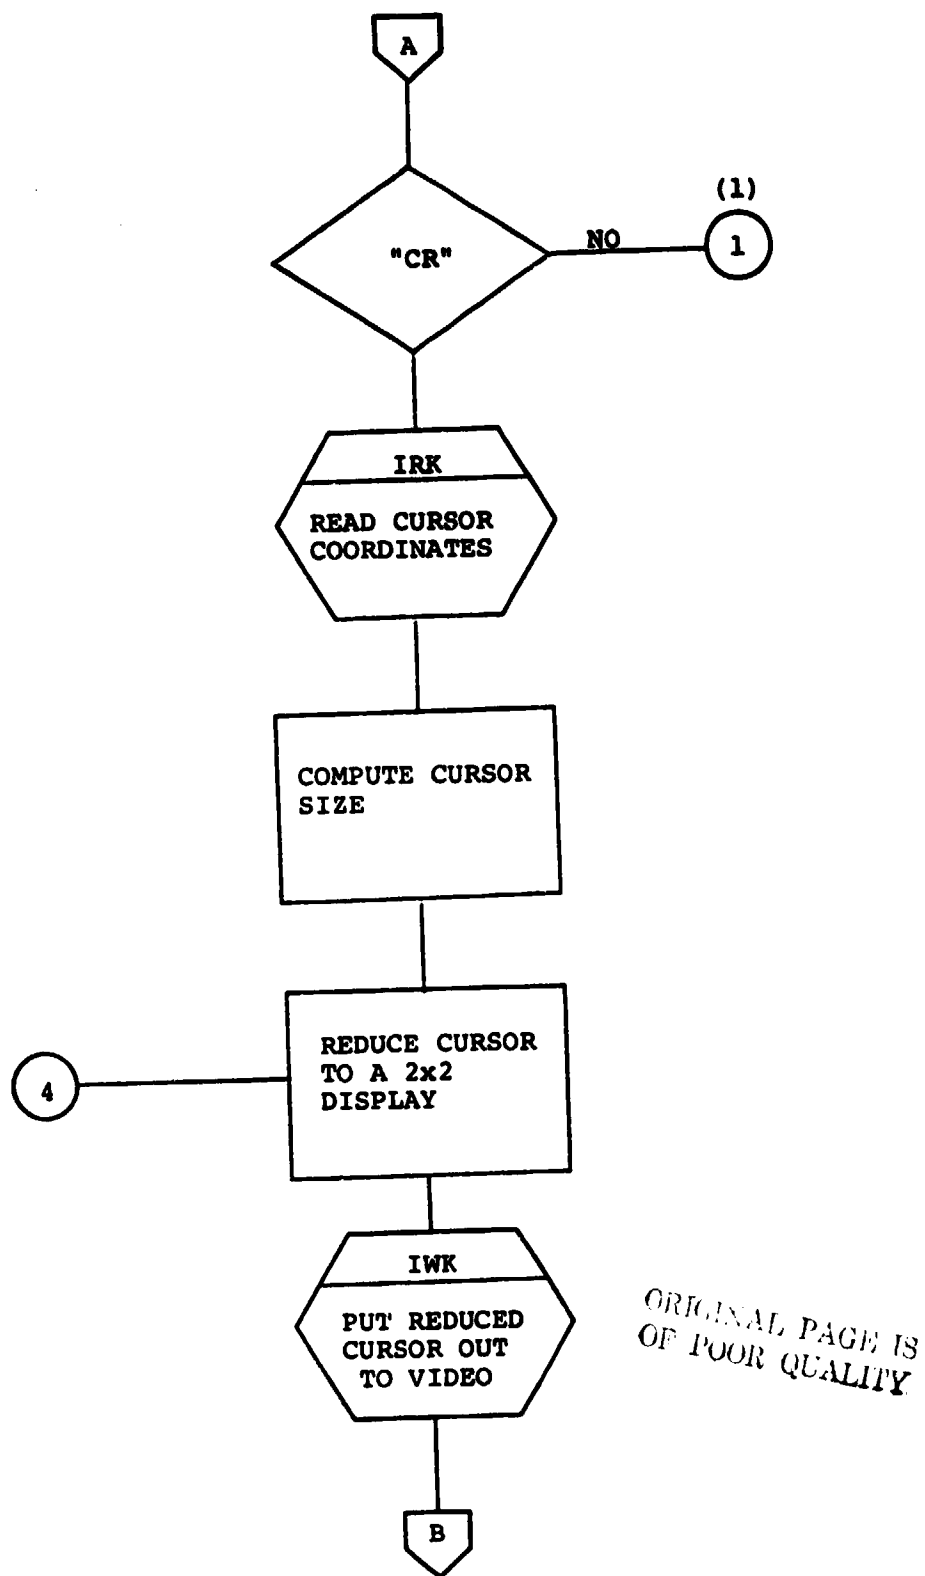 A
(1)
"CR"
NO
1
IRK
READ CURSOR
COORDINATES
COMPUTE CURSOR
SIZE
REDUCE CURSOR
TO A 2x2
DISPLAY
4
IWK
PUT REDUCED
CURSOR OUT
TO VIDEO
ORIGINAL PAGE IS
OF POOR QUALITY
B